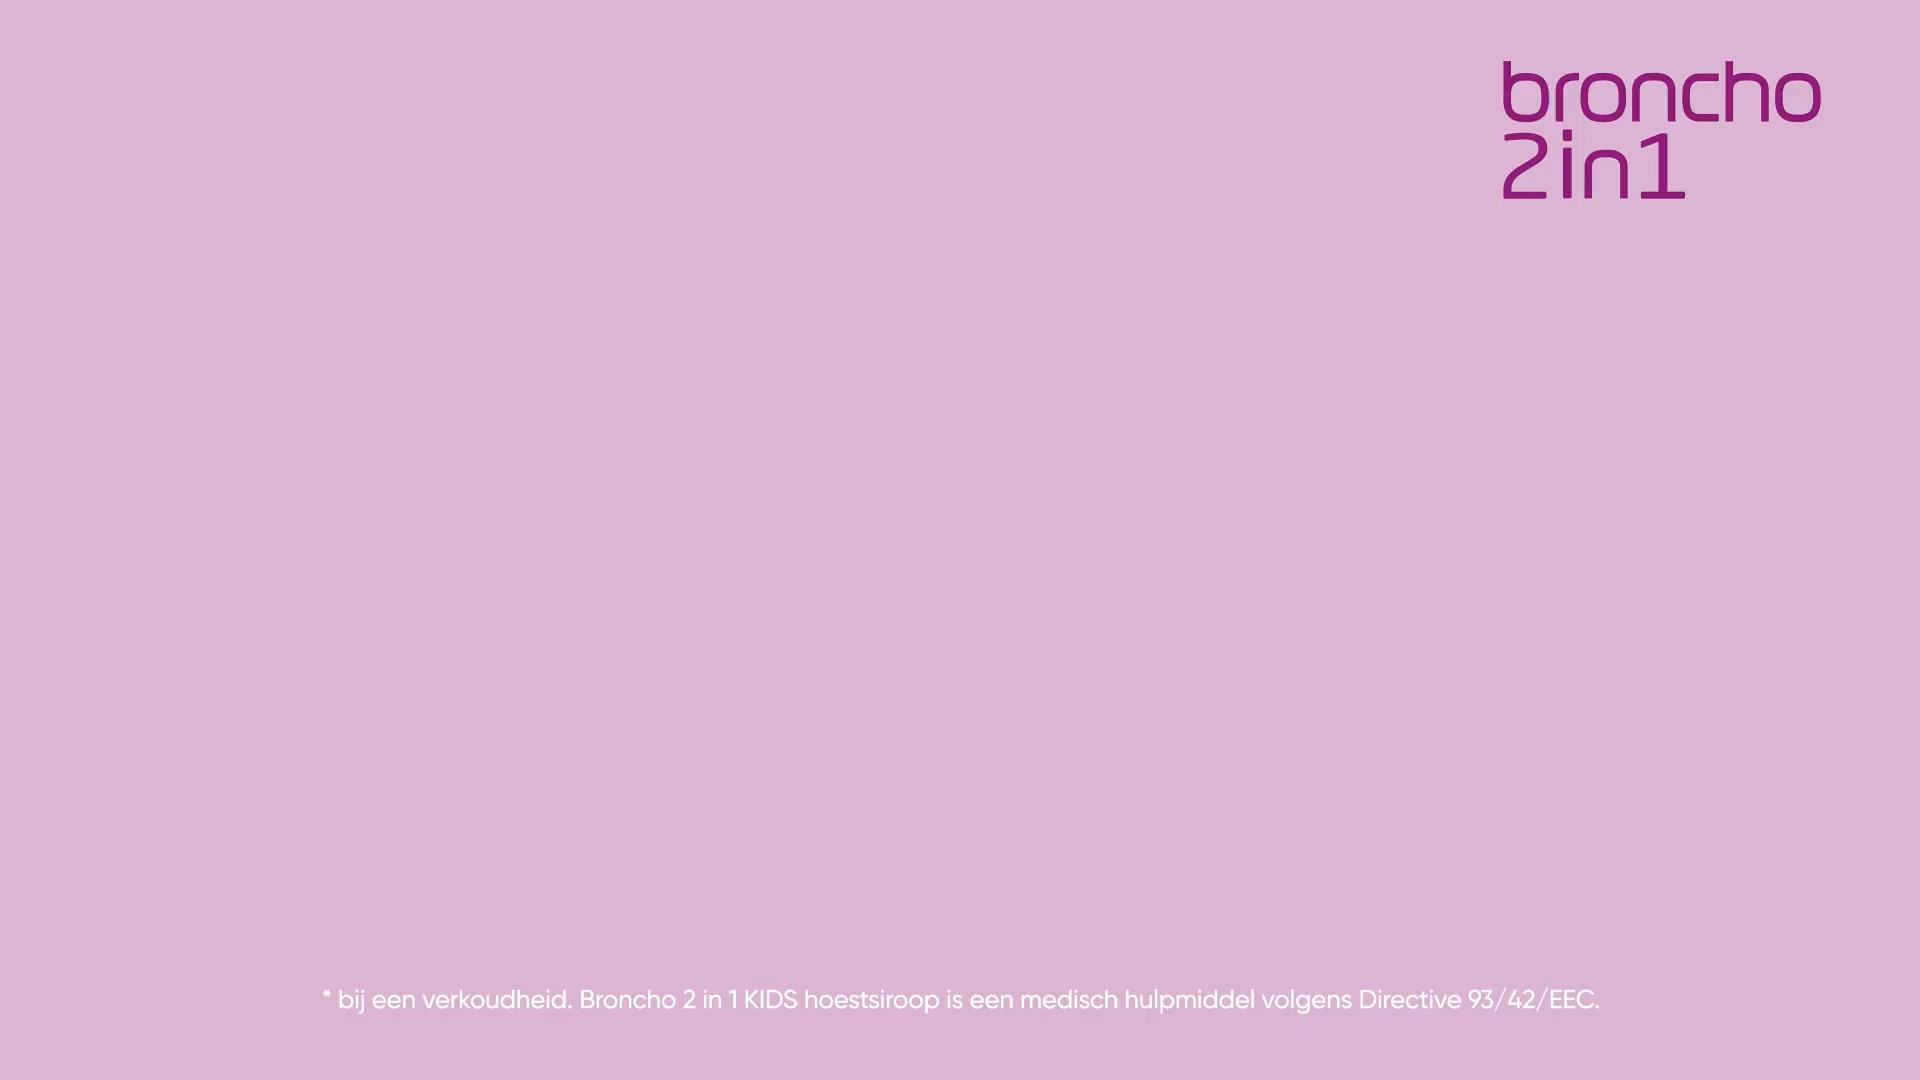 broncho
2in1
* bij een verkoudheid. Broncho 2 in 1 KIDS hoestsiroop is een medisch hulpmiddel volgens Directive 93/42/EEC.